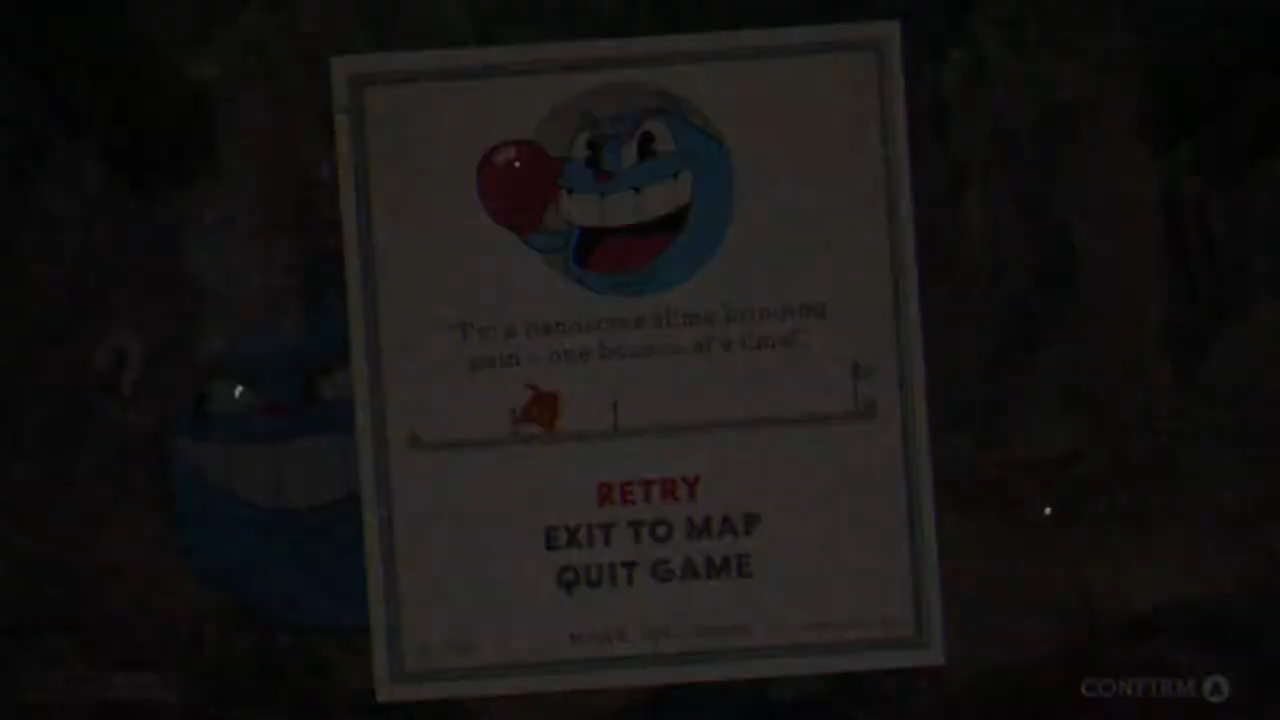 "I'm a handsome slime bringing
pain - one bounce at a time!".
RETRY
EXIT TO MAP
QUIT GAME
CONFIRM A